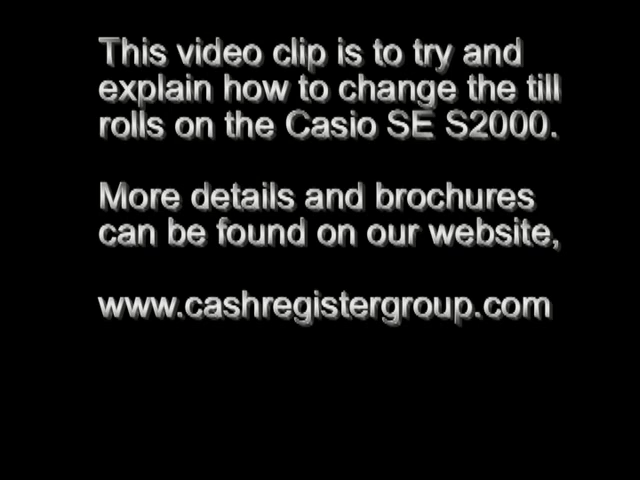 This video clip is to try and
explain how to change the till
rolls on the Casio SE S2000.
More details and brochures
can be found on our website,
www.cashregistergroup.com